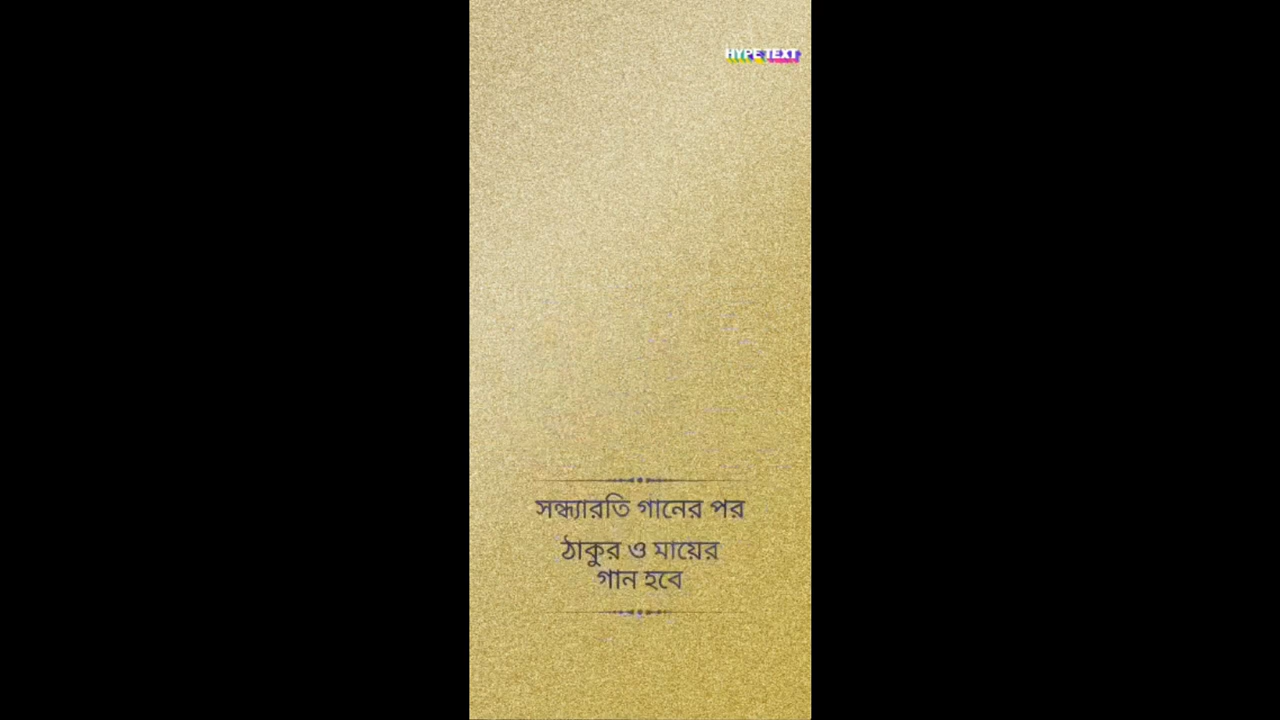 HYPE TEXT
সন্ধ্যারতি গানের পর
ঠাকুর ও মায়ের
গান হবে